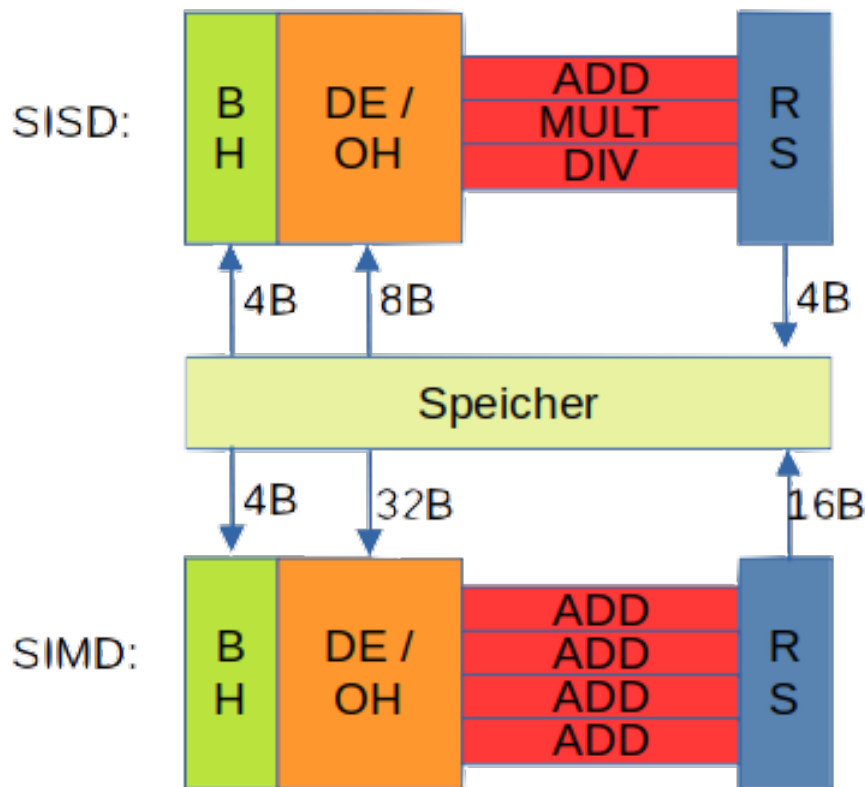 SISD:
B
H
DE /
OH
ADD
MULT
DIV
R
S
4B
8B
4B
Speicher
4B
32B
16B
SIMD:
B
H
DE /
OH
ADD
ADD
ADD
ADD
R
S